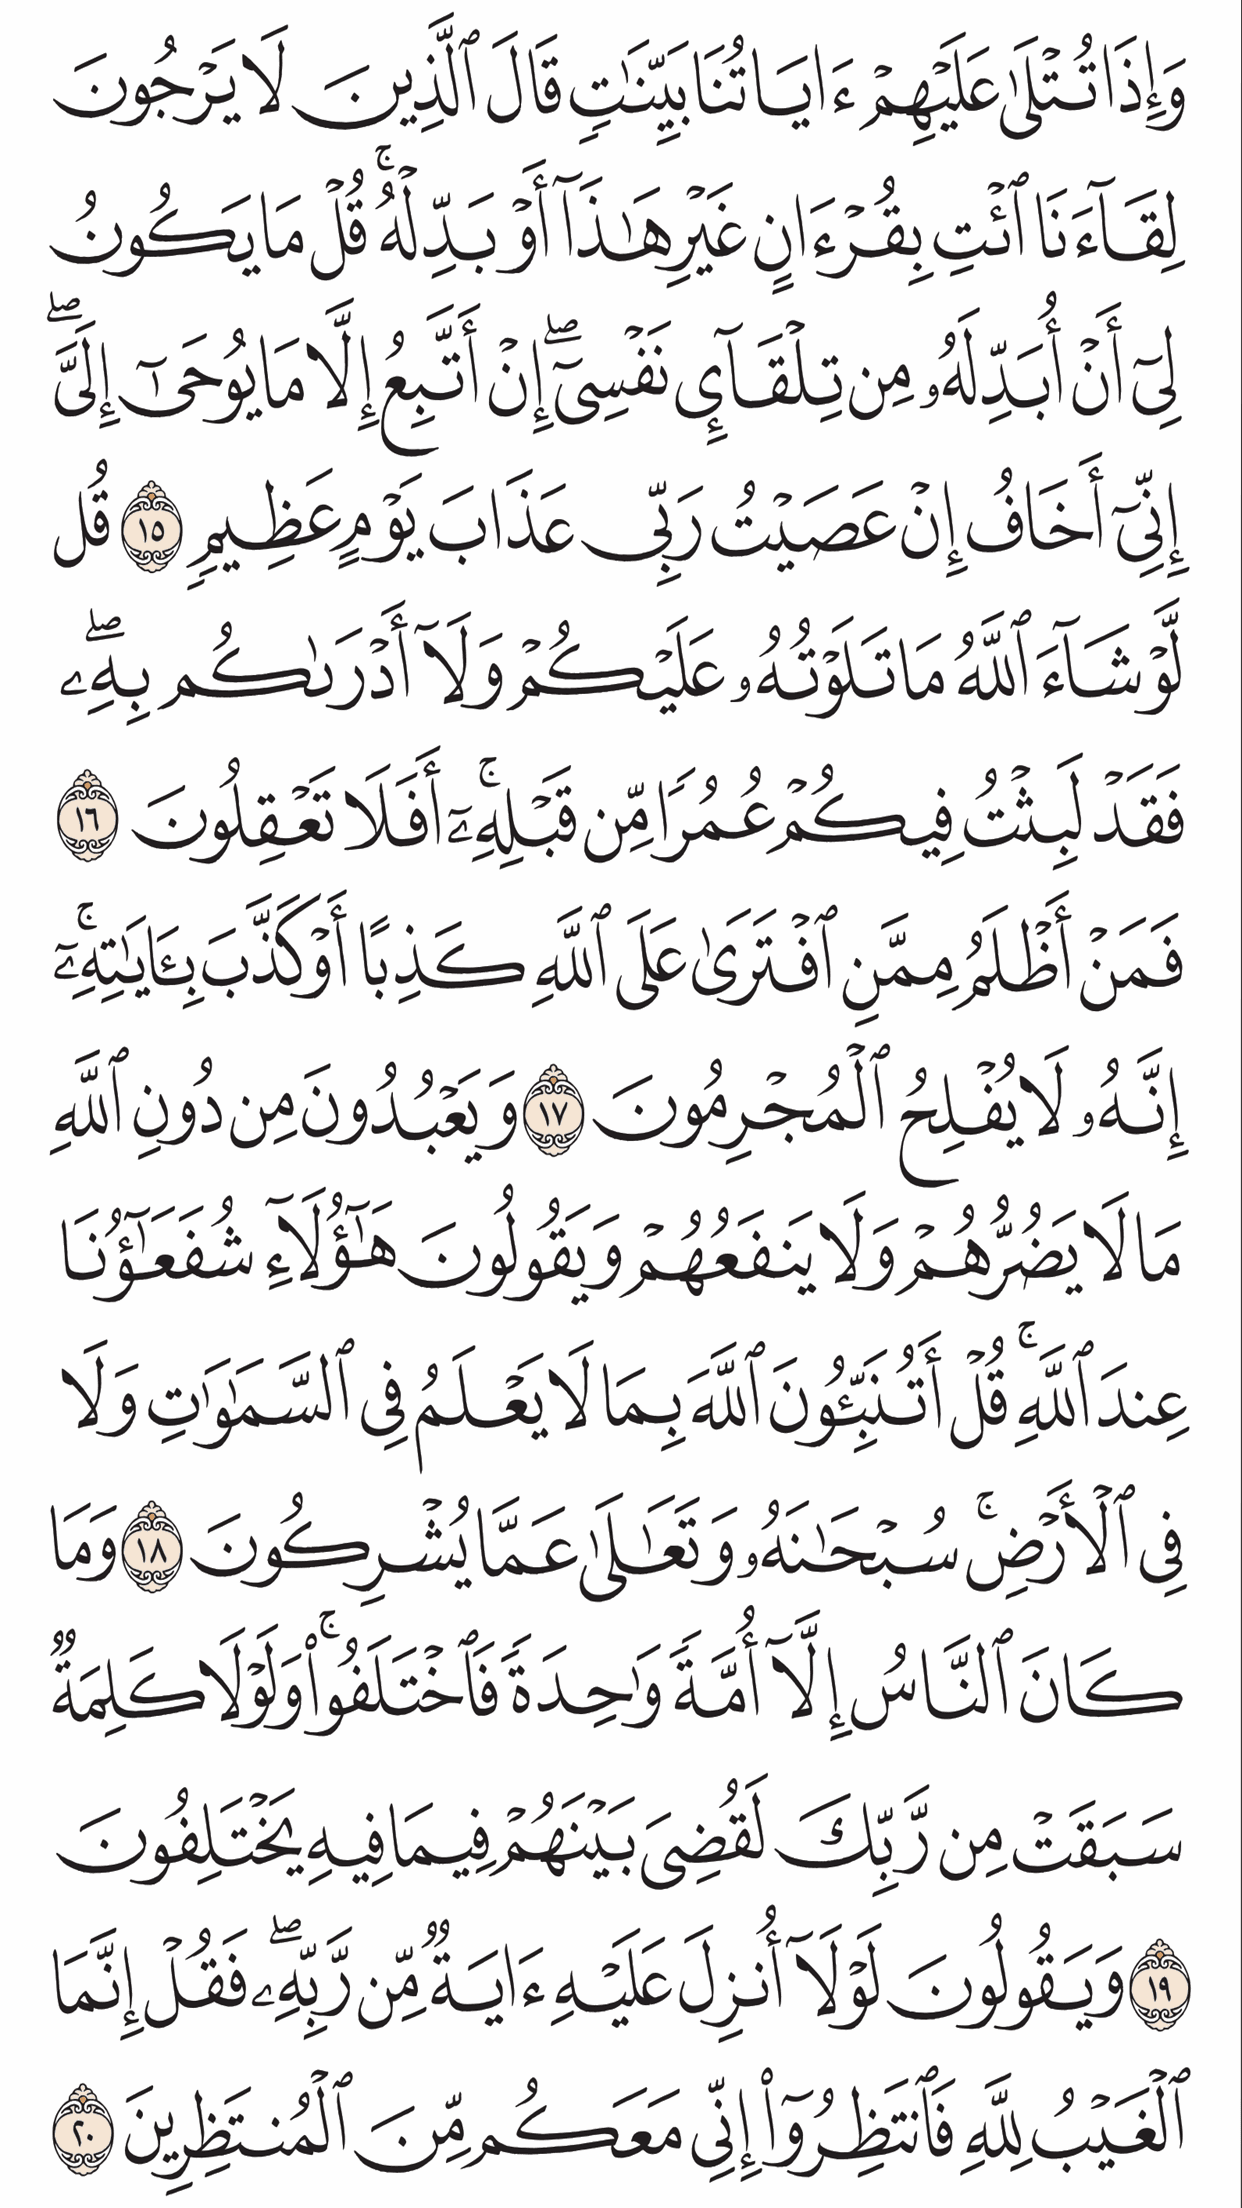 وَإِذَا تُتْلَىٰ عَلَيْهِمْ ءَايَاتُنَا بَيِّنَٰتٖ قَالَ ٱلَّذِينَ لَا يَرْجُونَ
لِقَآءَنَا ٱئْتِ بِقُرْءَانٍ غَيْرِ هَٰذَآ أَوْ بَدِّلْهُۚ قُلْ مَا يَكُونُ
لِيٓ أَنْ أُبَدِّلَهُۥ مِن تِلْقَآيِٕ نَفْسِيٓۖ إِنْ أَتَّبِعُ إِلَّا مَا يُوحَىٰٓ إِلَيَّۖ
إِنِّيٓ أَخَافُ إِنْ عَصَيْتُ رَبِّي عَذَابَ يَوْمٍ عَظِيمٖ ١٥ قُل
لَّوْ شَآءَ ٱللَّهُ مَا تَلَوْتُهُۥ عَلَيْكُمْ وَلَآ أَدْرَىٰكُم بِهِۦۖ
فَقَدْ لَبِثْتُ فِيكُمْ عُمُرٗا مِّن قَبْلِهِۦٓۚ أَفَلَا تَعْقِلُونَ ١٦
فَمَنْ أَظْلَمُ مِمَّنِ ٱفْتَرَىٰ عَلَى ٱللَّهِ كَذِبًا أَوْ كَذَّبَ بِـَٔايَٰتِهِۦٓۚ
إِنَّهُۥ لَا يُفْلِحُ ٱلْمُجْرِمُونَ ١٧ وَيَعْبُدُونَ مِن دُونِ ٱللَّهِ
مَا لَا يَضُرُّهُمْ وَلَا يَنفَعُهُمْ وَيَقُولُونَ هَٰٓؤُلَآءِ شُفَعَٰٓؤُنَا
عِندَ ٱللَّهِۚ قُلْ أَتُنَبِّـُٔونَ ٱللَّهَ بِمَا لَا يَعْلَمُ فِي ٱلسَّمَٰوَٰتِ وَلَا
فِي ٱلْأَرْضِۚ سُبْحَٰنَهُۥ وَتَعَٰلَىٰ عَمَّا يُشْرِكُونَ ١٨ وَمَا
كَانَ ٱلنَّاسُ إِلَّآ أُمَّةٗ وَٰحِدَةٗ فَٱخْتَلَفُواْۚ وَلَوْلَا كَلِمَةٞ
سَبَقَتْ مِن رَّبِّكَ لَقُضِيَ بَيْنَهُمْ فِيمَا فِيهِ يَخْتَلِفُونَ
١٩ وَيَقُولُونَ لَوْلَآ أُنزِلَ عَلَيْهِ ءَايَةٞ مِّن رَّبِّهِۦۖ فَقُلْ إِنَّمَا
ٱلْغَيْبُ لِلَّهِ فَٱنتَظِرُوٓاْ إِنِّي مَعَكُم مِّنَ ٱلْمُنتَظِرِينَ ٢٠